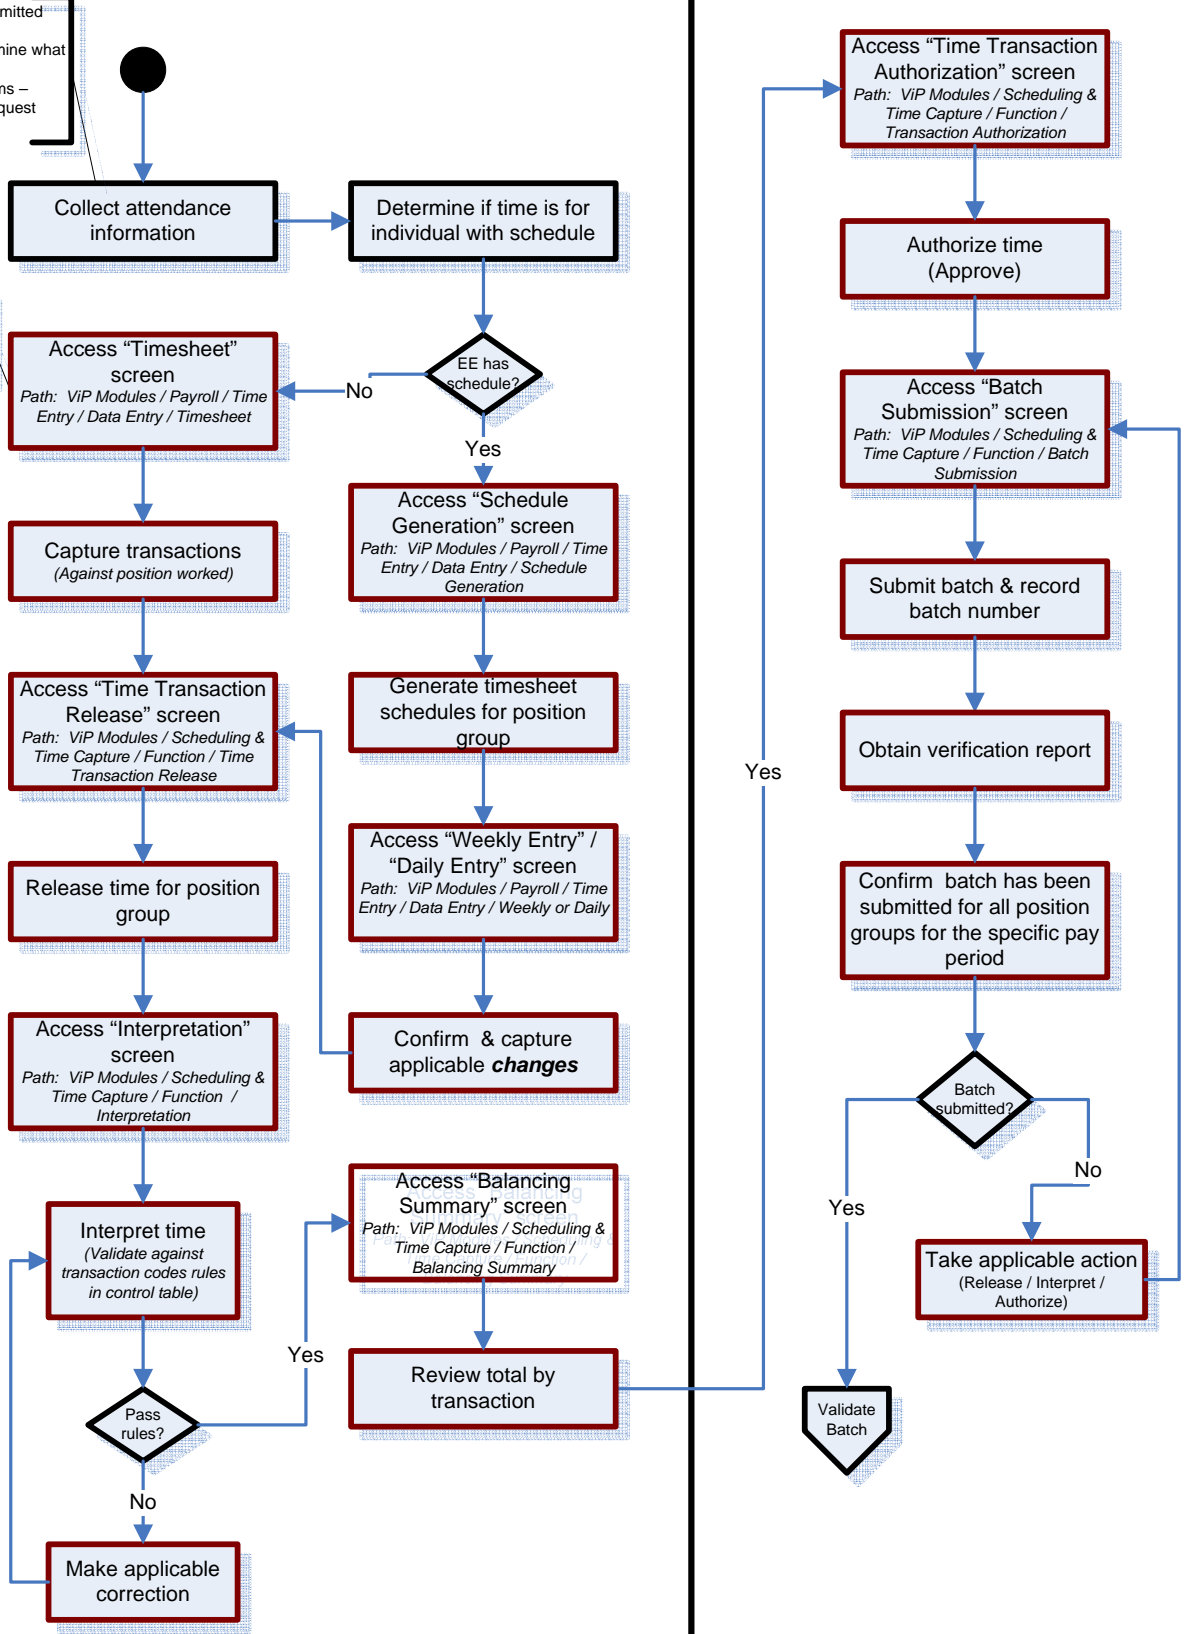 mitted
mine what
ms –
quest
Collect attendance
information
Determine if time is for
individual with schedule
EE has
schedule?
No
Yes
Access “Timesheet”
screen
Path:  ViP Modules / Payroll / Time
Entry / Data Entry / Timesheet
Capture transactions
(Against position worked)
Access “Schedule
Generation” screen
Path:  ViP Modules / Payroll / Time
Entry / Data Entry / Schedule
Generation
Access “Time Transaction
Release” screen
Path:  ViP Modules / Scheduling &
Time Capture / Function / Time
Transaction Release
Generate timesheet
schedules for position
group
Release time for position
group
Access “Weekly Entry” /
“Daily Entry” screen
Path:  ViP Modules / Payroll / Time
Entry / Data Entry / Weekly or Daily
Access “Interpretation”
screen
Path:  ViP Modules / Scheduling &
Time Capture / Function  /
Interpretation
Confirm  & capture
applicable changes
Interpret time
(Validate against
transaction codes rules
in control table)
Access “Balancing
Summary” screen
Path:  ViP Modules / Scheduling &
Time Capture / Function /
Balancing Summary
Yes
Review total by
transaction
Pass
rules?
No
Make applicable
correction
Yes
Access “Time Transaction
Authorization” screen
Path:  ViP Modules / Scheduling &
Time Capture / Function /
Transaction Authorization
Authorize time
(Approve)
Access “Batch
Submission” screen
Path:  ViP Modules / Scheduling &
Time Capture / Function / Batch
Submission
Submit batch & record
batch number
Obtain verification report
Confirm  batch has been
submitted for all position
groups for the specific pay
period
Batch
submitted?
No
Yes
Take applicable action
(Release / Interpret /
Authorize)
Validate
Batch